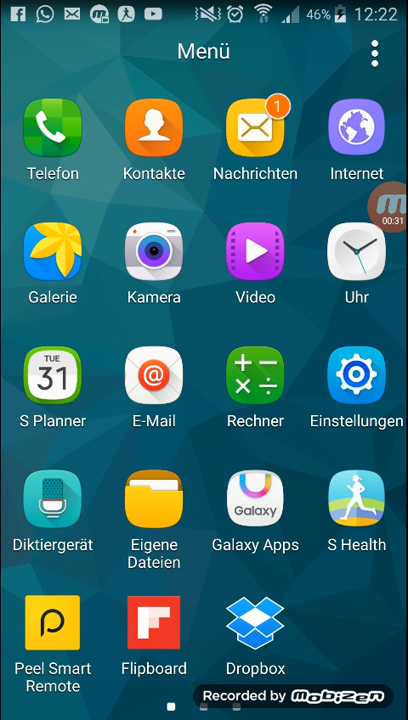 46% 12:22
Menü
1
Telefon Kontakte Nachrichten Internet
00:31
Galerie Kamera Video Uhr
TUE
31
@
S Planner E-Mail Rechner Einstellungen
Galaxy
Diktiergerät Eigene Dateien Galaxy Apps S Health
Peel Smart Remote Flipboard Dropbox
Recorded by Mobizen